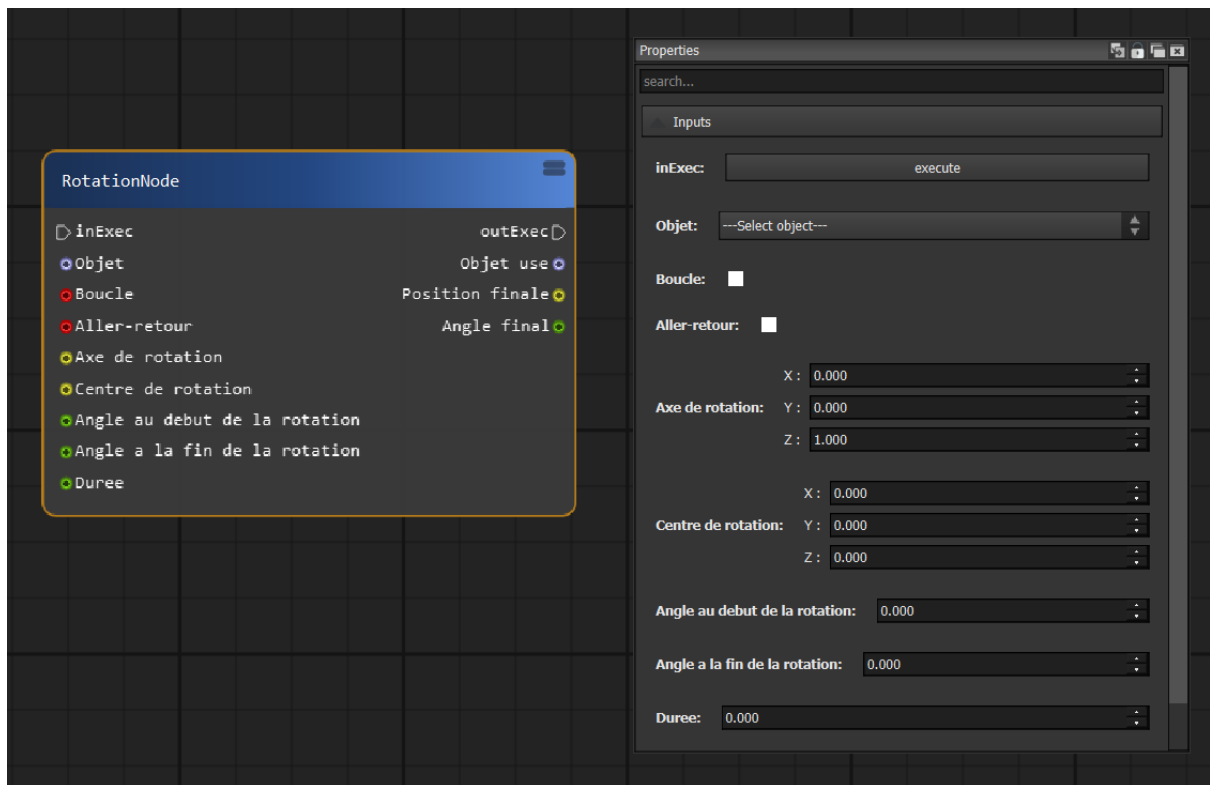 RotationNode
inExec outExec
Objet Objet use
Boucle Position finale
Aller-retour Angle final
Axe de rotation
Centre de rotation
Angle au debut de la rotation
Angle a la fin de la rotation
Duree
Properties
search...
Inputs
inExec: execute
Objet: ---Select object---
Boucle:
Aller-retour:
X : 0.000
Axe de rotation: Y : 0.000
Z : 1.000
X : 0.000
Centre de rotation: Y : 0.000
Z : 0.000
Angle au debut de la rotation: 0.000
Angle a la fin de la rotation: 0.000
Duree: 0.000